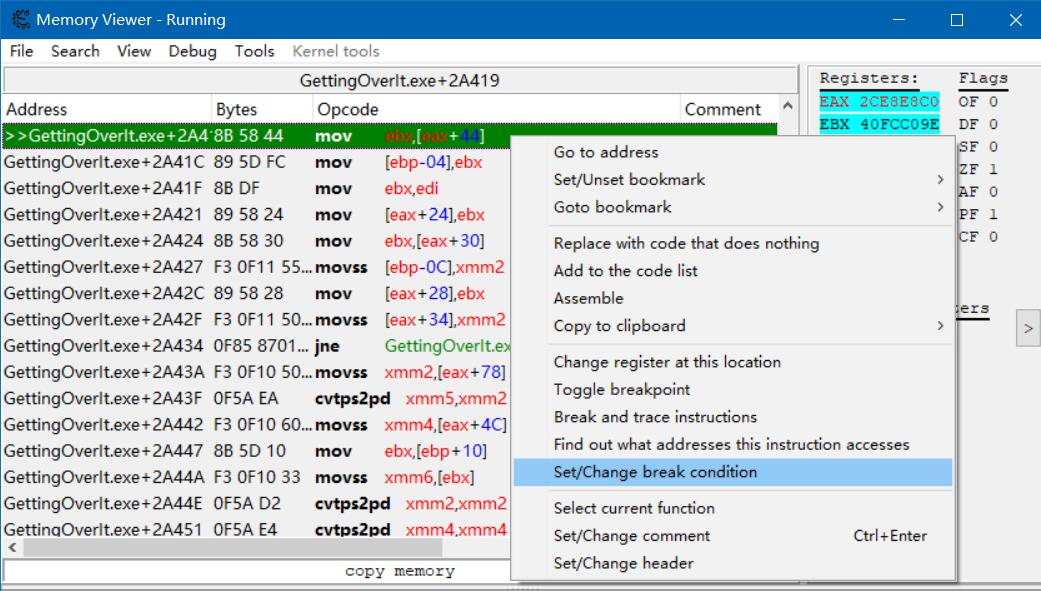 Memory Viewer - Running
File Search View Debug Tools Kernel tools
GettingOverIt.exe+2A419
Registers: Flags
Address Bytes Opcode Comment
EAX 2CE8E8C0 OF 0
EBX 40FCC09E DF 0
>>GettingOverIt.exe+2A4 8B 58 44 mov ebx,[eax+44]
GettingOverIt.exe+2A41C 89 5D FC mov [ebp-04],ebx
GettingOverIt.exe+2A41F 8B DF mov ebx,edi
GettingOverIt.exe+2A421 89 58 24 mov [eax+24],ebx
GettingOverIt.exe+2A424 8B 58 30 mov ebx,[eax+30]
GettingOverIt.exe+2A427 F3 0F11 55... movss [ebp-0C],xmm2
GettingOverIt.exe+2A42C 89 58 28 mov [eax+28],ebx
GettingOverIt.exe+2A42F F3 0F11 50... movss [eax+34],xmm2
GettingOverIt.exe+2A434 0F85 8701... jne GettingOverIt.ex
GettingOverIt.exe+2A43A F3 0F10 50... movss xmm2,[eax+78]
GettingOverIt.exe+2A43F 0F5A EA cvtps2pd xmm5,xmm2
GettingOverIt.exe+2A442 F3 0F10 60... movss xmm4,[eax+4C]
GettingOverIt.exe+2A447 8B 5D 10 mov ebx,[ebp+10]
GettingOverIt.exe+2A44A F3 0F10 33 movss xmm6,[ebx]
GettingOverIt.exe+2A44E 0F5A D2 cvtps2pd xmm2,xmm2
GettingOverIt.exe+2A451 0F5A E4 cvtps2pd xmm4,xmm4
copy memory
Go to address
Set/Unset bookmark
Goto bookmark
Replace with code that does nothing
Add to the code list
Assemble
Copy to clipboard
Change register at this location
Toggle breakpoint
Break and trace instructions
Find out what addresses this instruction accesses
Set/Change break condition
Select current function
Set/Change comment Ctrl+Enter
Set/Change header
SF 0
ZF 1
AF 0
PF 1
CF 0
ers
>